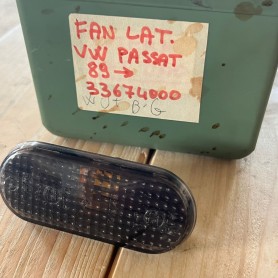 FAN LAT.
VW PASSAT
89→
33674000